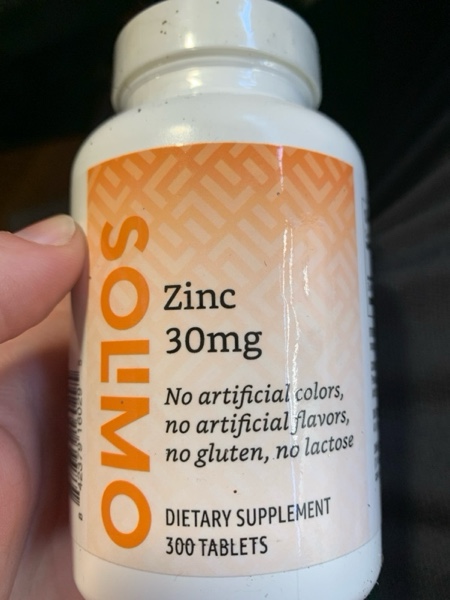 SOLIMO
Zinc
30mg
No artificial colors,
no artificial flavors,
no gluten, no lactose
DIETARY SUPPLEMENT
300 TABLETS